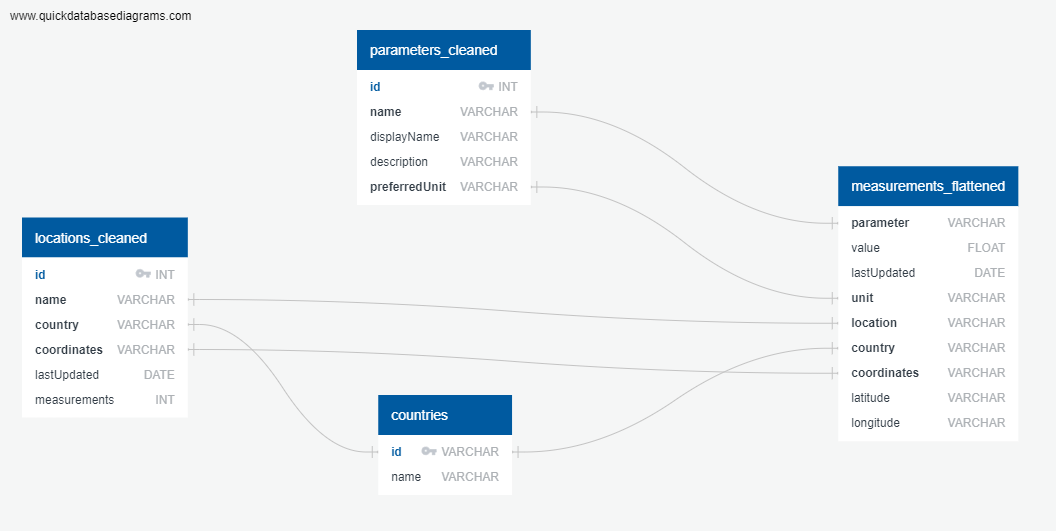 www.quickdatabasediagrams.com
parameters_cleaned
id INT
name VARCHAR
displayName VARCHAR
description VARCHAR
preferredUnit VARCHAR
measurements_flattened
parameter VARCHAR
value FLOAT
lastUpdated DATE
unit VARCHAR
location VARCHAR
country VARCHAR
coordinates VARCHAR
latitude VARCHAR
longitude VARCHAR
locations_cleaned
id INT
name VARCHAR
country VARCHAR
coordinates VARCHAR
lastUpdated DATE
measurements INT
countries
id VARCHAR
name VARCHAR